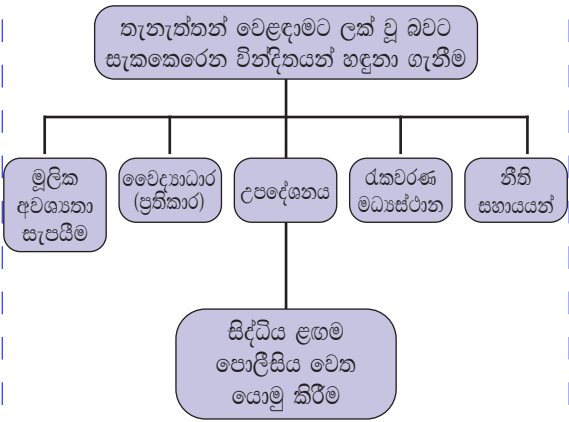 තැනැත්තන් වෙළඳාමට ලක් වූ බවට
සැකකෙරෙන වින්දිතයන් හඳුනා ගැනීම
මූලික
අවශ්‍යතා
සැපයීම
වෛද්‍යාධාර
(ප්‍රතිකාර)
උපදේශනය
රැකවරණ
මධ්‍යස්ථාන
නීති
සහායයන්
සිද්ධිය ළඟම
පොලීසිය වෙත
යොමු කිරීම